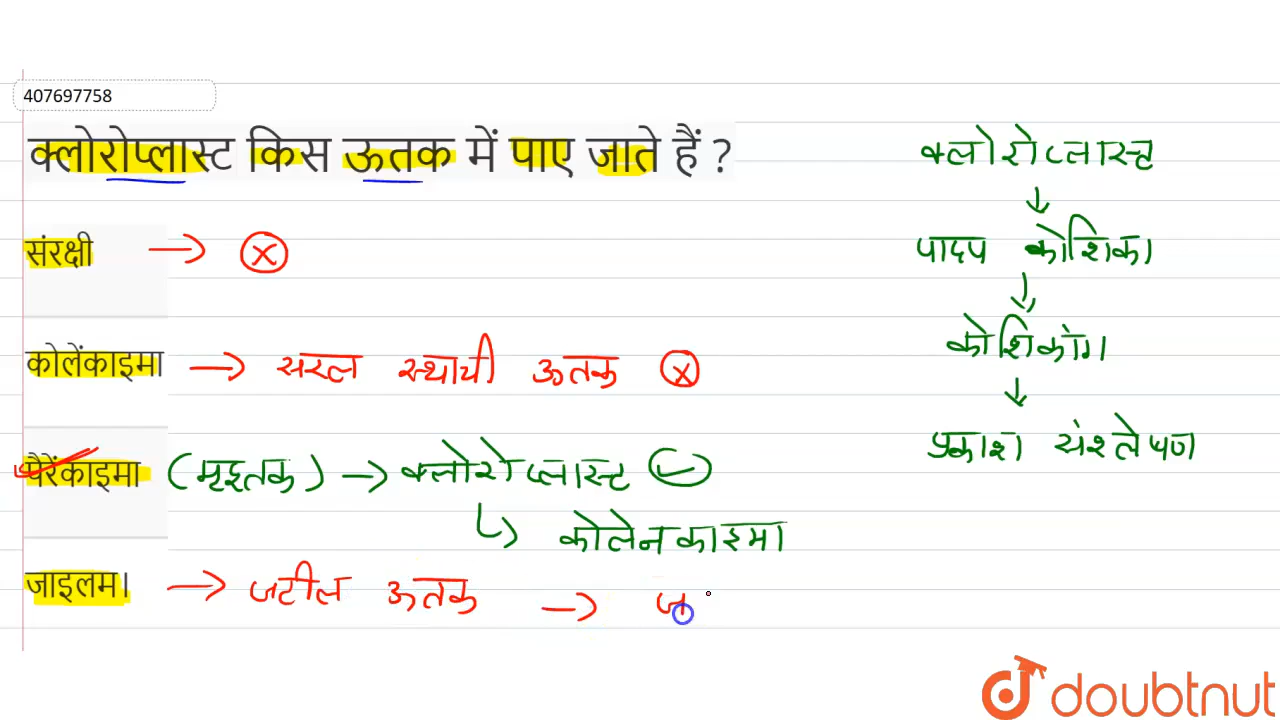 407697758
क्लोरोप्लास्ट किस ऊतक में पाए जाते हैं ?
संरक्षी → X
कोलेंकाइमा → सरल स्थायी ऊतक X
पैरेंकाइमा (मृदूतक) → क्लोरोप्लास्ट
कोलेनकाइमा
जाइलम। → जटील ऊतक → ज
क्लोरोप्लास्ट
↓
पादप कोशिका
↓
कोशिकांग
↓
प्रकाश संश्लेषण
doubtnut